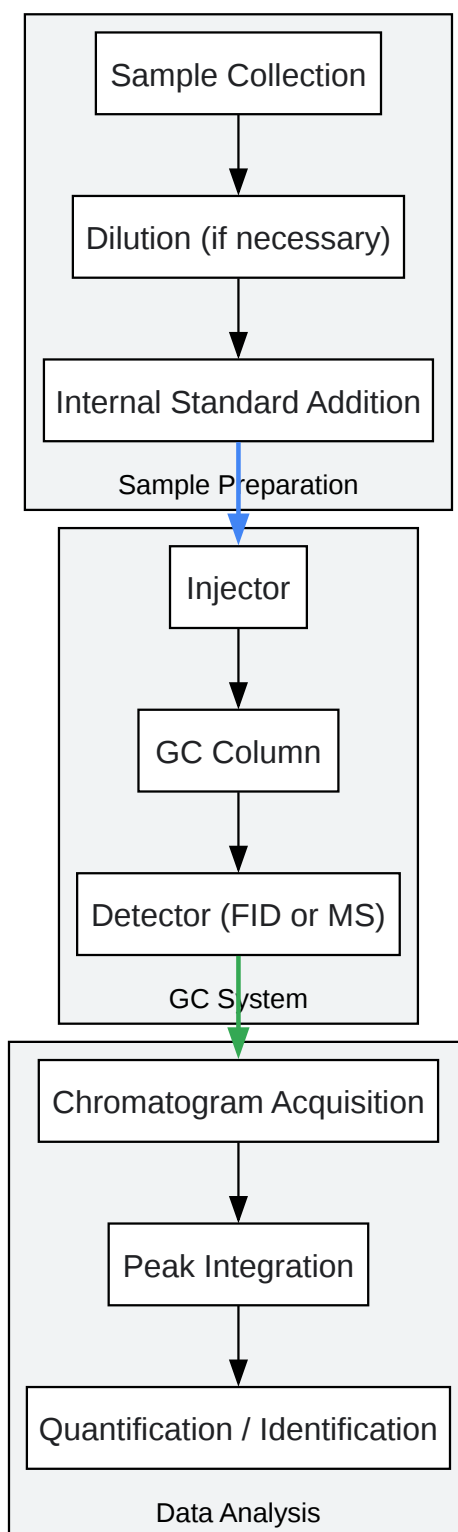 Sample Collection
Dilution (if necessary)
Internal Standard Addition
Sample Preparation
Injector
GC Column
Detector (FID or MS)
GC System
Chromatogram Acquisition
Peak Integration
Quantification / Identification
Data Analysis